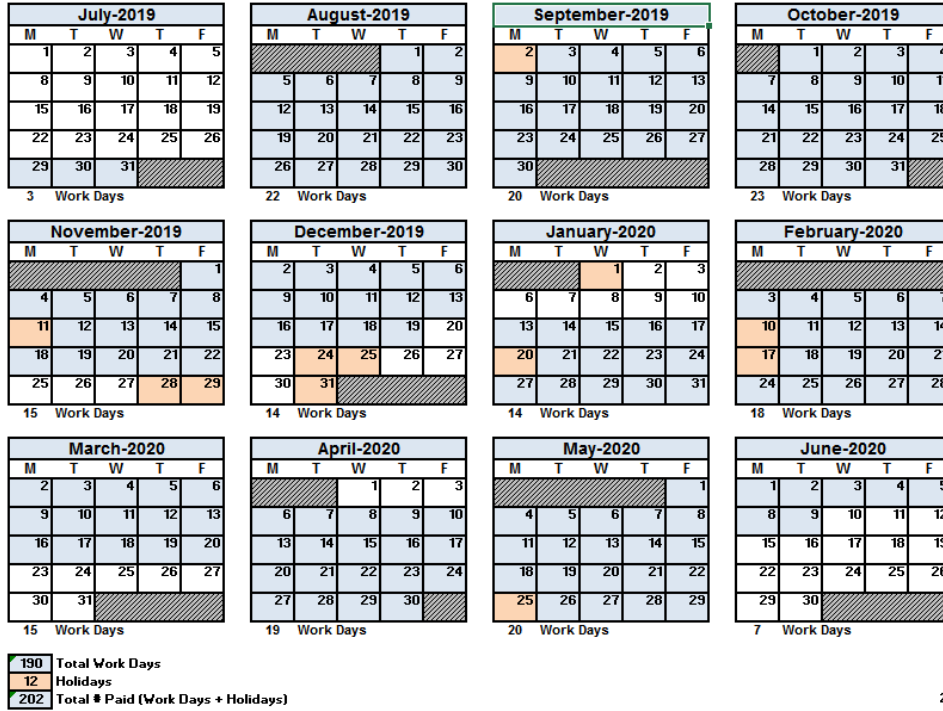 July-2019 August-2019 September-2019 October-2019
M T W T F M T W T F M T W T F M T W T F
1 2 3 4 5 1 2 2 3 4 5 6 1 2 3 4
8 9 10 11 12 5 6 7 8 9 9 10 11 12 13 7 8 9 10 11
15 16 17 18 19 12 13 14 15 16 16 17 18 19 20 14 15 16 17 18
22 23 24 25 26 19 20 21 22 23 23 24 25 26 27 21 22 23 24 25
29 30 31 26 27 28 29 30 30 28 29 30 31
3 Work Days 22 Work Days 20 Work Days 23 Work Days
November-2019 December-2019 January-2020 February-2020
M T W T F M T W T F M T W T F M T W T F
1 2 3 4 5 6 1 2 3
4 5 6 7 8 9 10 11 12 13 6 7 8 9 10 3 4 5 6 7
11 12 13 14 15 16 17 18 19 20 13 14 15 16 17 10 11 12 13 14
18 19 20 21 22 23 24 25 26 27 20 21 22 23 24 17 18 19 20 21
25 26 27 28 29 30 31 27 28 29 30 31 24 25 26 27 28
15 Work Days 14 Work Days 14 Work Days 18 Work Days
March-2020 April-2020 May-2020 June-2020
M T W T F M T W T F M T W T F M T W T F
2 3 4 5 6 1 2 3 1 1 2 3 4 5
9 10 11 12 13 6 7 8 9 10 4 5 6 7 8 8 9 10 11 12
16 17 18 19 20 13 14 15 16 17 11 12 13 14 15 15 16 17 18 19
23 24 25 26 27 20 21 22 23 24 18 19 20 21 22 22 23 24 25 26
30 31 27 28 29 30 25 26 27 28 29 29 30
15 Work Days 19 Work Days 20 Work Days 7 Work Days
190 Total Work Days
12 Holidays
202 Total # Paid (Work Days + Holidays)